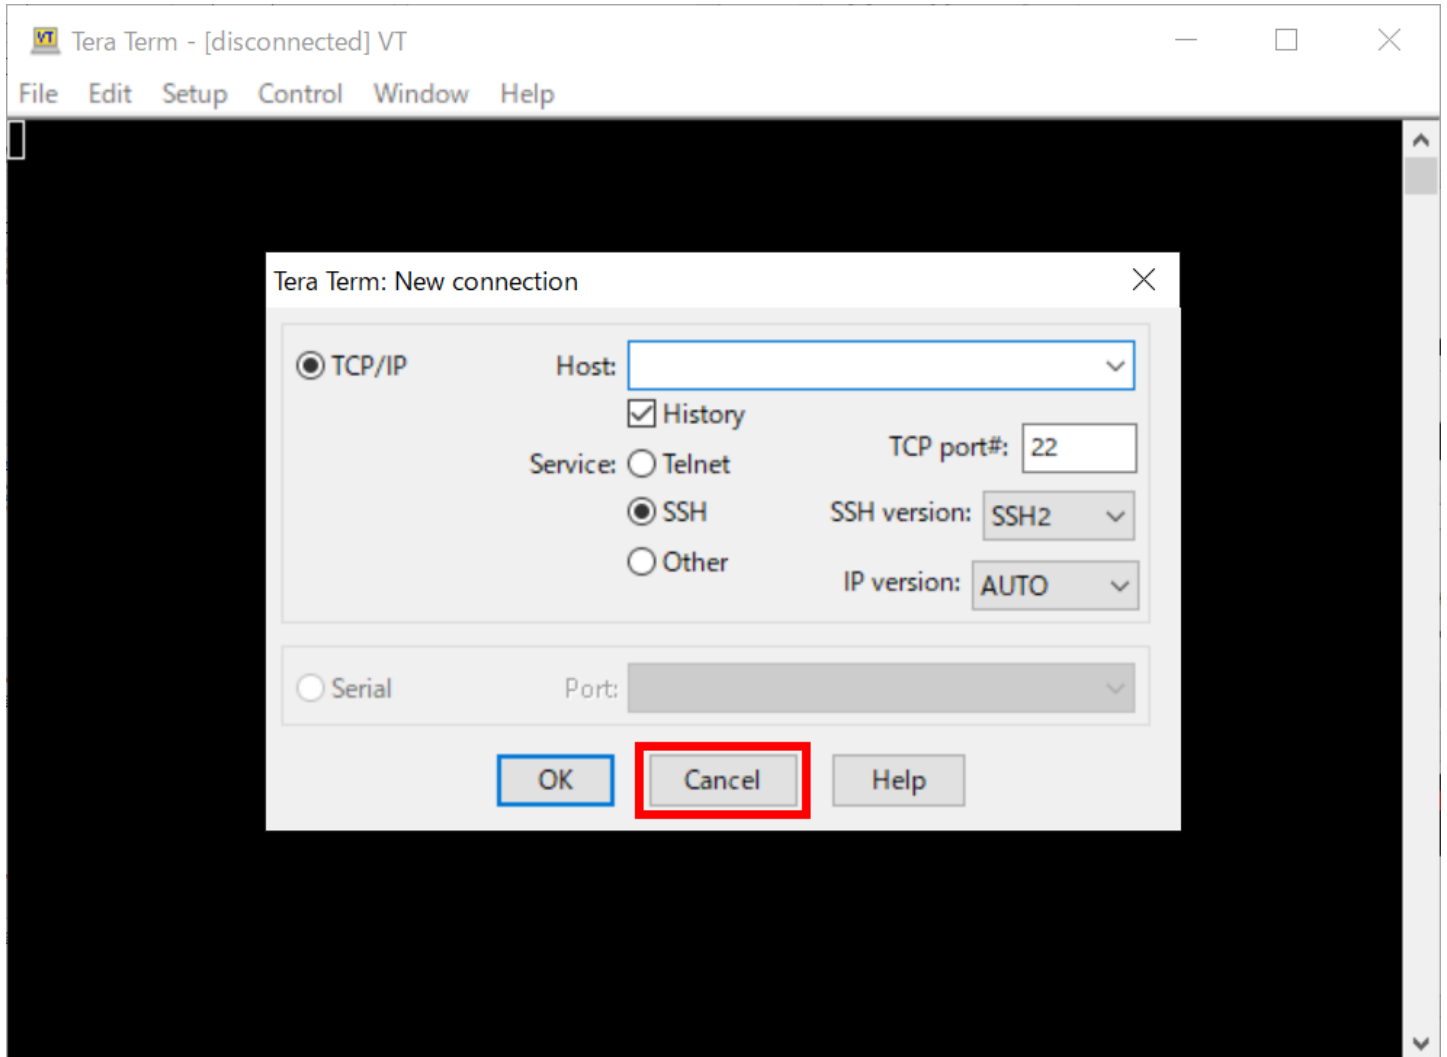 VT Tera Term - [disconnected] VT
File Edit Setup Control Window Help
Tera Term: New connection
TCP/IP Host:
History
TCP port#: 22
Service: Telnet
SSH SSH version: SSH2
Other
IP version: AUTO
Serial Port:
OK Cancel Help